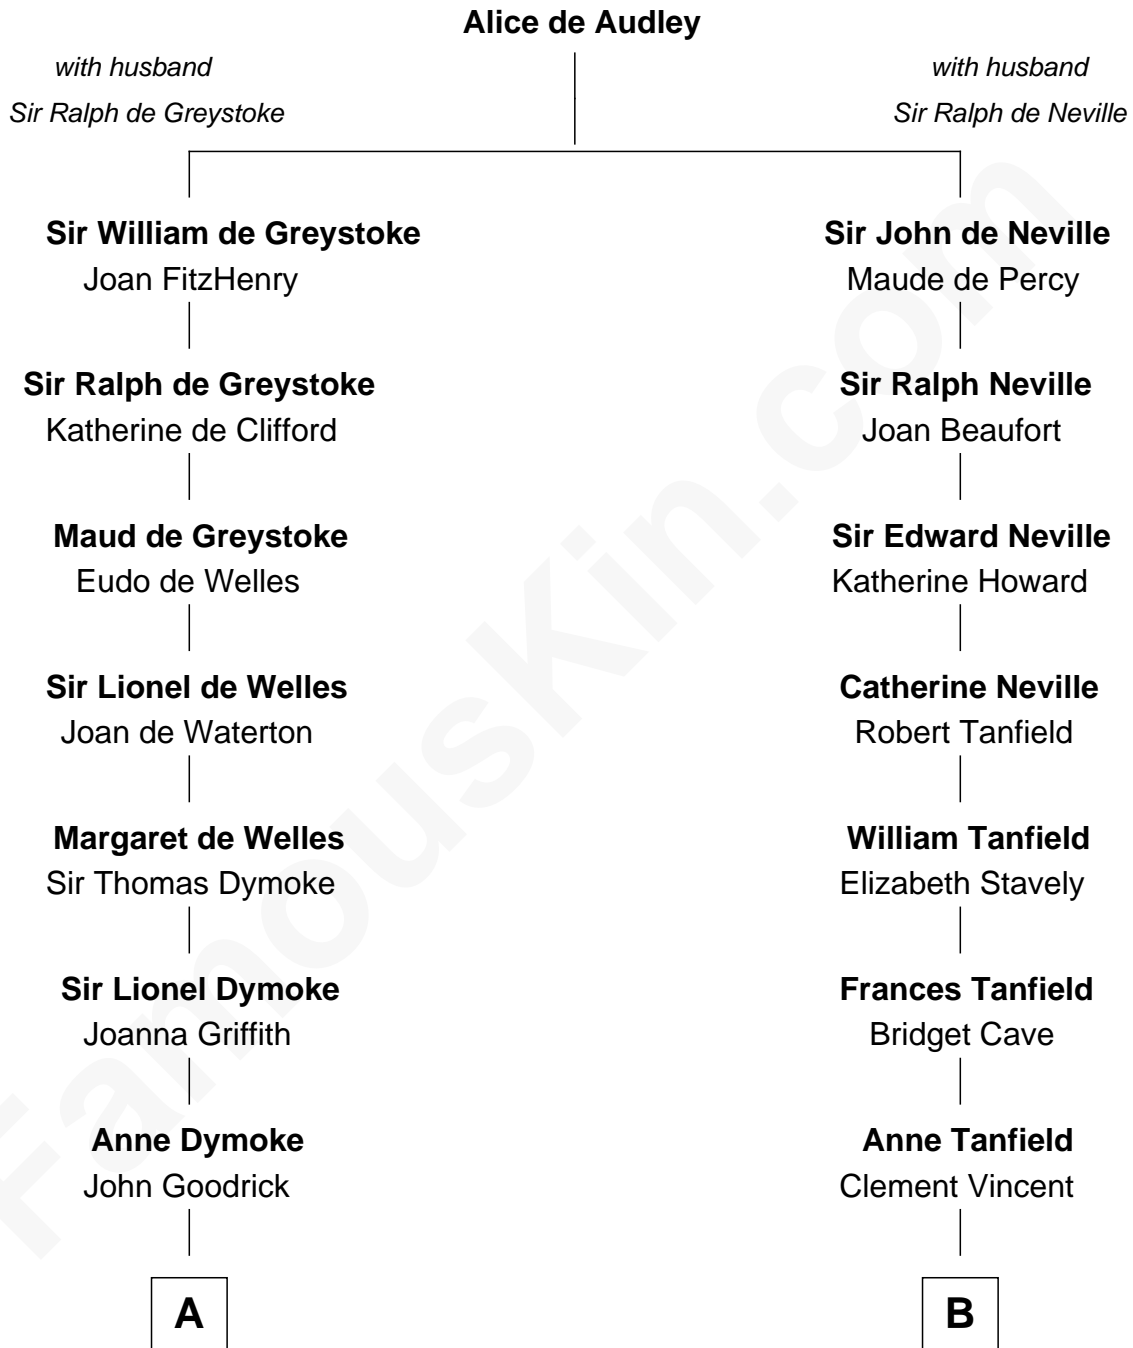 Alice de Audley
with husband
Sir Ralph de Greystoke
with husband
Sir Ralph de Neville
Sir William de Greystoke
Joan FitzHenry
Sir John de Neville
Maude de Percy
Sir Ralph de Greystoke
Katherine de Clifford
Sir Ralph Neville
Joan Beaufort
Maud de Greystoke
Eudo de Welles
Sir Edward Neville
Katherine Howard
Sir Lionel de Welles
Joan de Waterton
Catherine Neville
Robert Tanfield
Margaret de Welles
Sir Thomas Dymoke
William Tanfield
Elizabeth Stavely
Sir Lionel Dymoke
Joanna Griffith
Frances Tanfield
Bridget Cave
Anne Dymoke
John Goodrick
Anne Tanfield
Clement Vincent
A
B
FamousKin.com